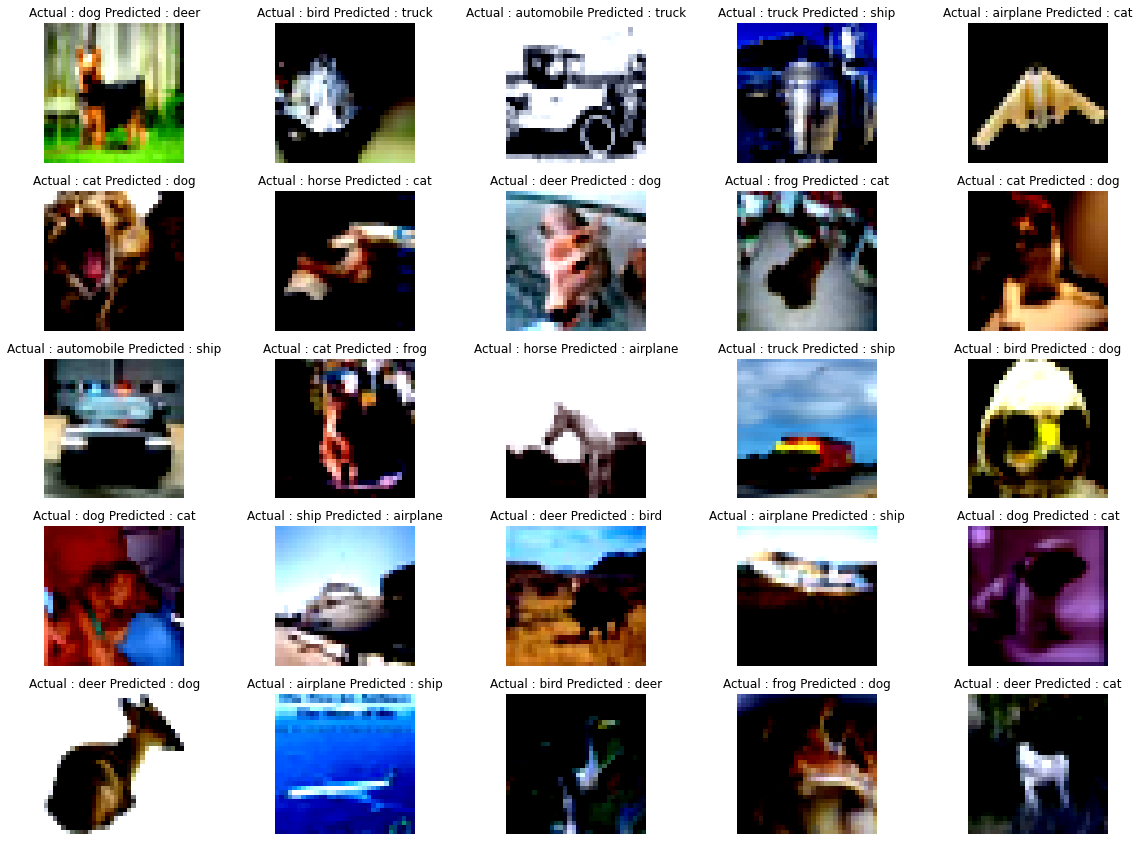 Actual : dog Predicted : deer
Actual : bird Predicted : truck
Actual : automobile Predicted : truck
Actual : truck Predicted : ship
Actual : airplane Predicted : cat
Actual : cat Predicted : dog
Actual : horse Predicted : cat
Actual : deer Predicted : dog
Actual : frog Predicted : cat
Actual : cat Predicted : dog
Actual : automobile Predicted : ship
Actual : cat Predicted : frog
Actual : horse Predicted : airplane
Actual : truck Predicted : ship
Actual : bird Predicted : dog
Actual : dog Predicted : cat
Actual : ship Predicted : airplane
Actual : deer Predicted : bird
Actual : airplane Predicted : ship
Actual : dog Predicted : cat
Actual : deer Predicted : dog
Actual : airplane Predicted : ship
Actual : bird Predicted : deer
Actual : frog Predicted : dog
Actual : deer Predicted : cat